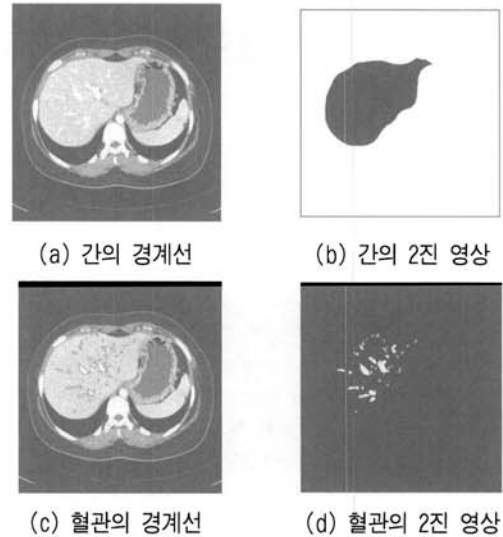 (a) 간의 경계선
(b) 간의 2진 영상
(c) 혈관의 경계선
(d) 혈관의 2진 영상